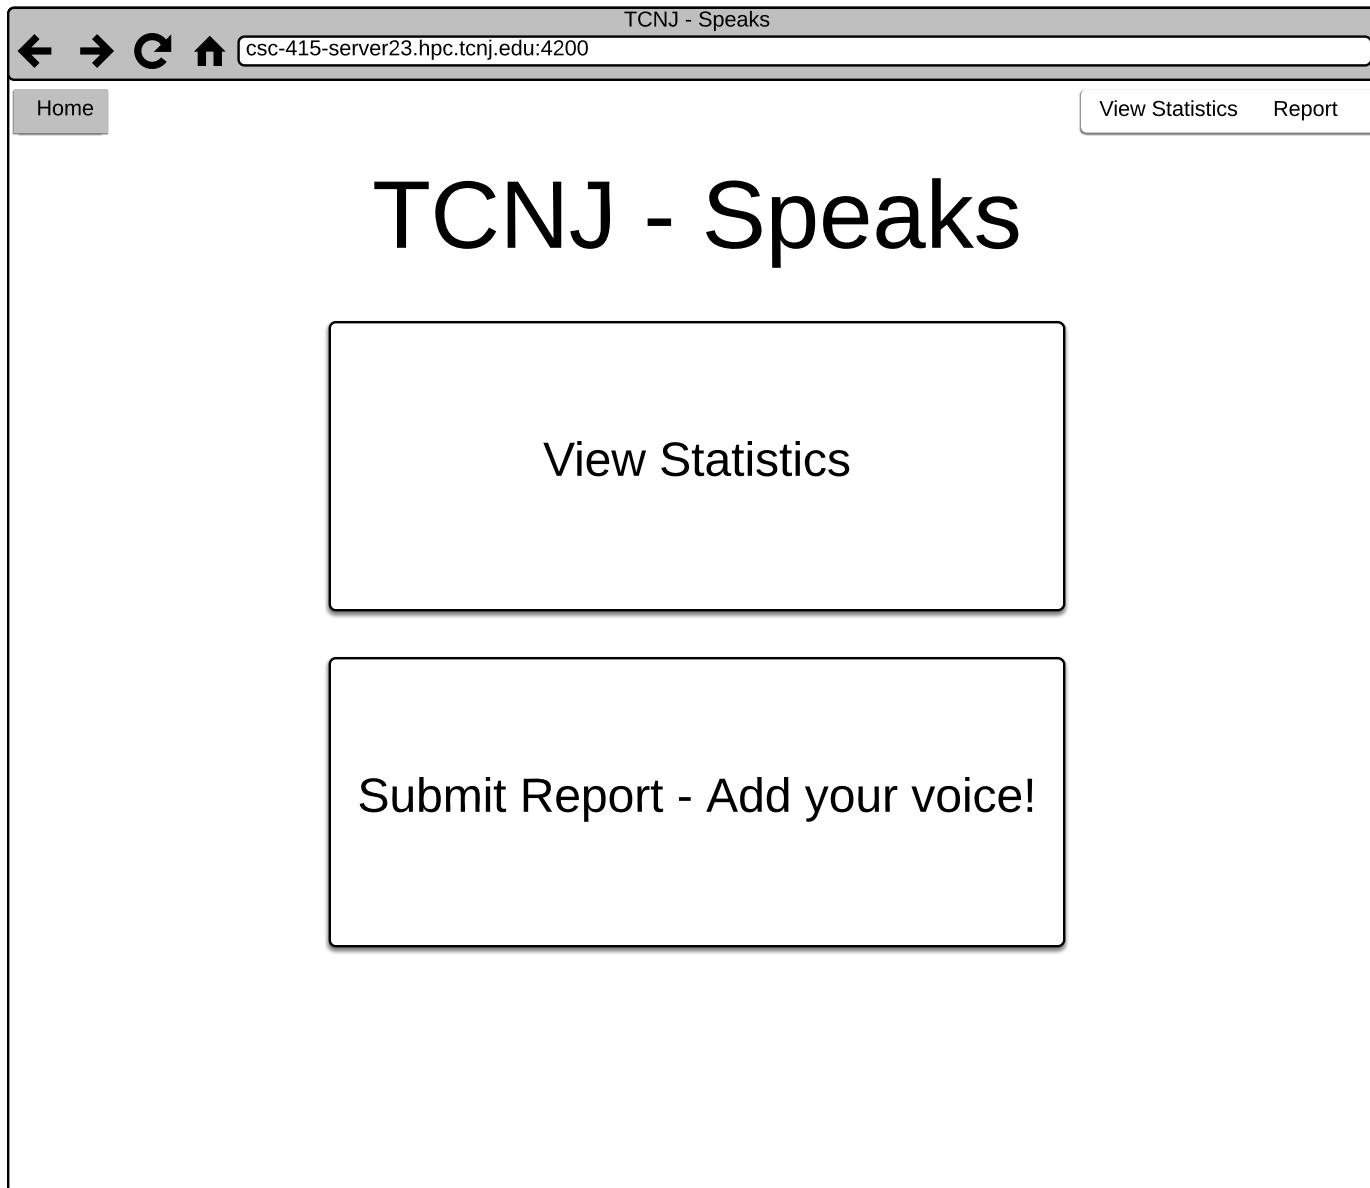 TCNJ - Speaks
csc-415-server23.hpc.tcnj.edu:4200
Home
View Statistics
Report
TCNJ - Speaks
View Statistics
Submit Report - Add your voice!